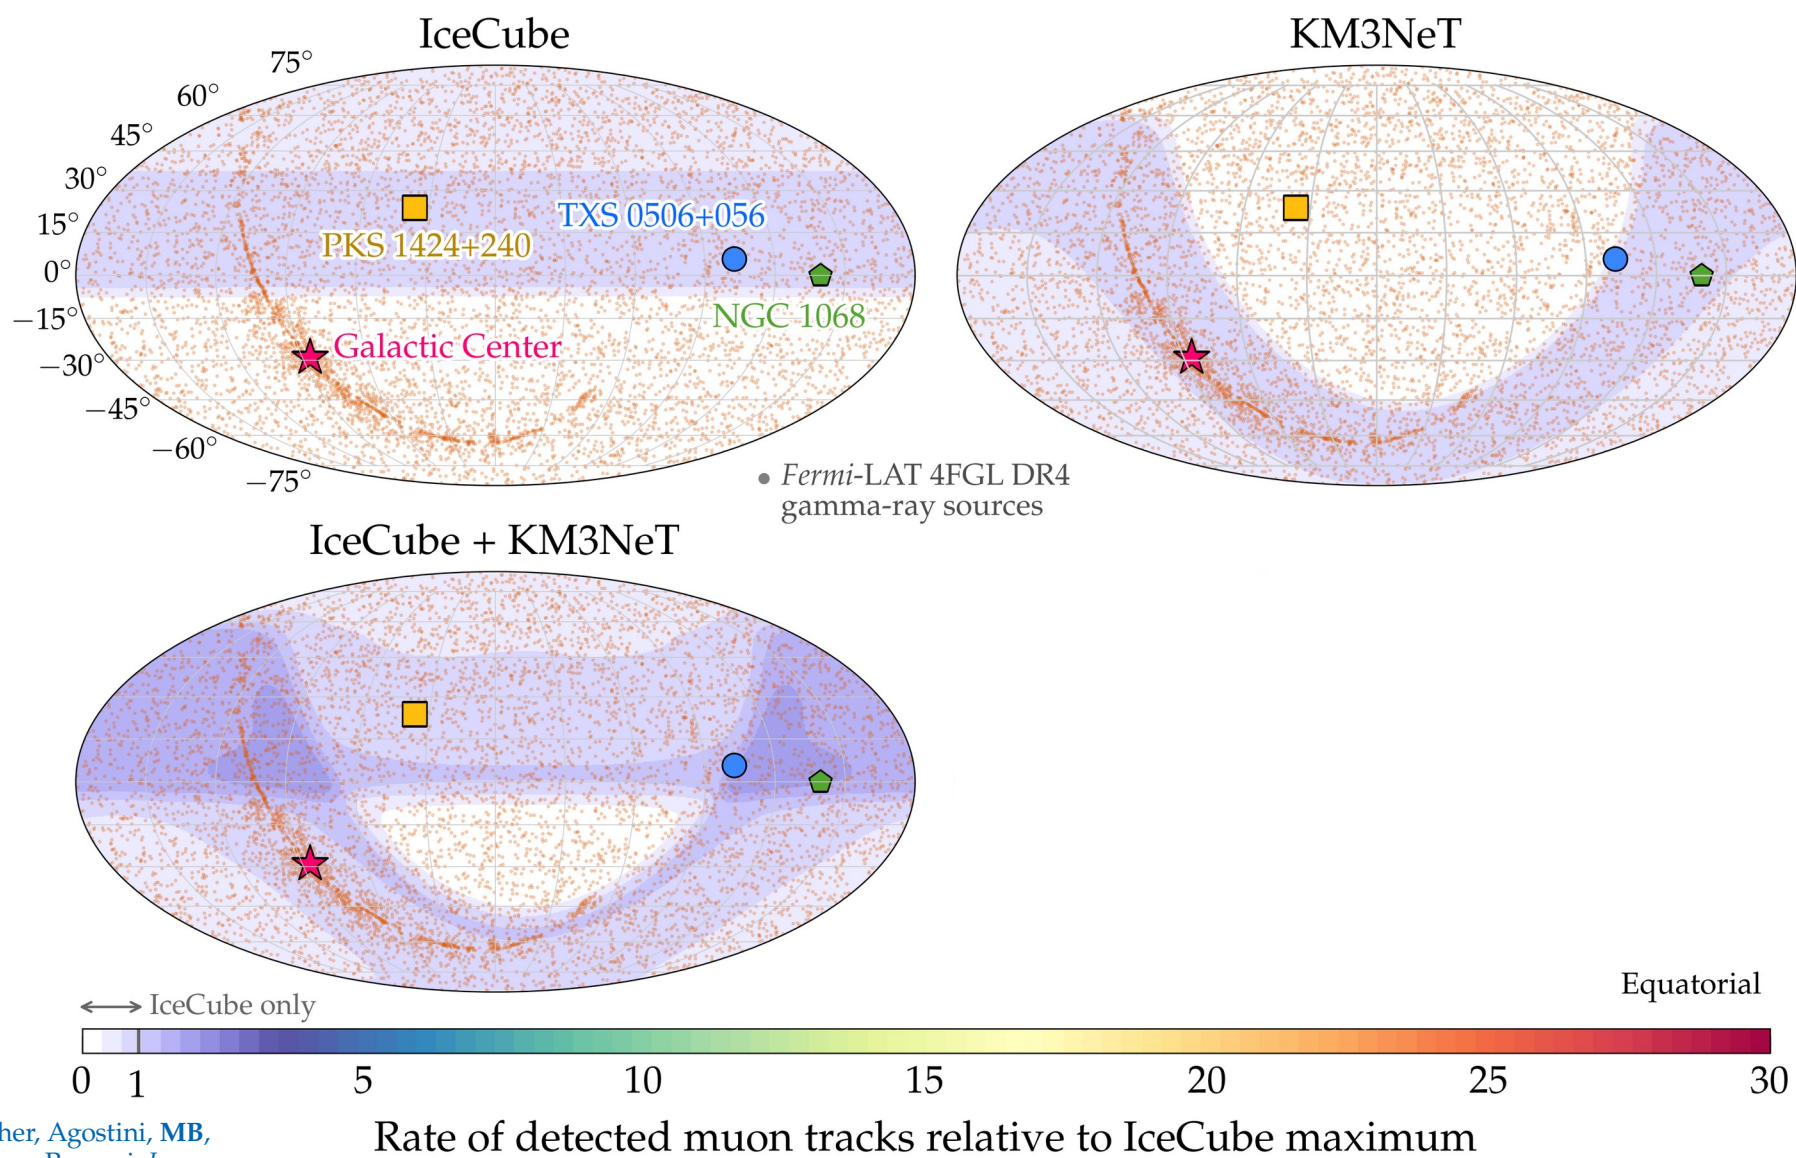 IceCube
KM3NeT
75°
60°
45°
30°
15°
0°
−15°
−30°
−45°
−60°
−75°
TXS 0506+056
PKS 1424+240
NGC 1068
Galactic Center
Fermi-LAT 4FGL DR4
gamma-ray sources
IceCube + KM3NeT
Equatorial
IceCube only
0 1 5 10 15 20 25 30
Rate of detected muon tracks relative to IceCube maximum
Agostini, MB,